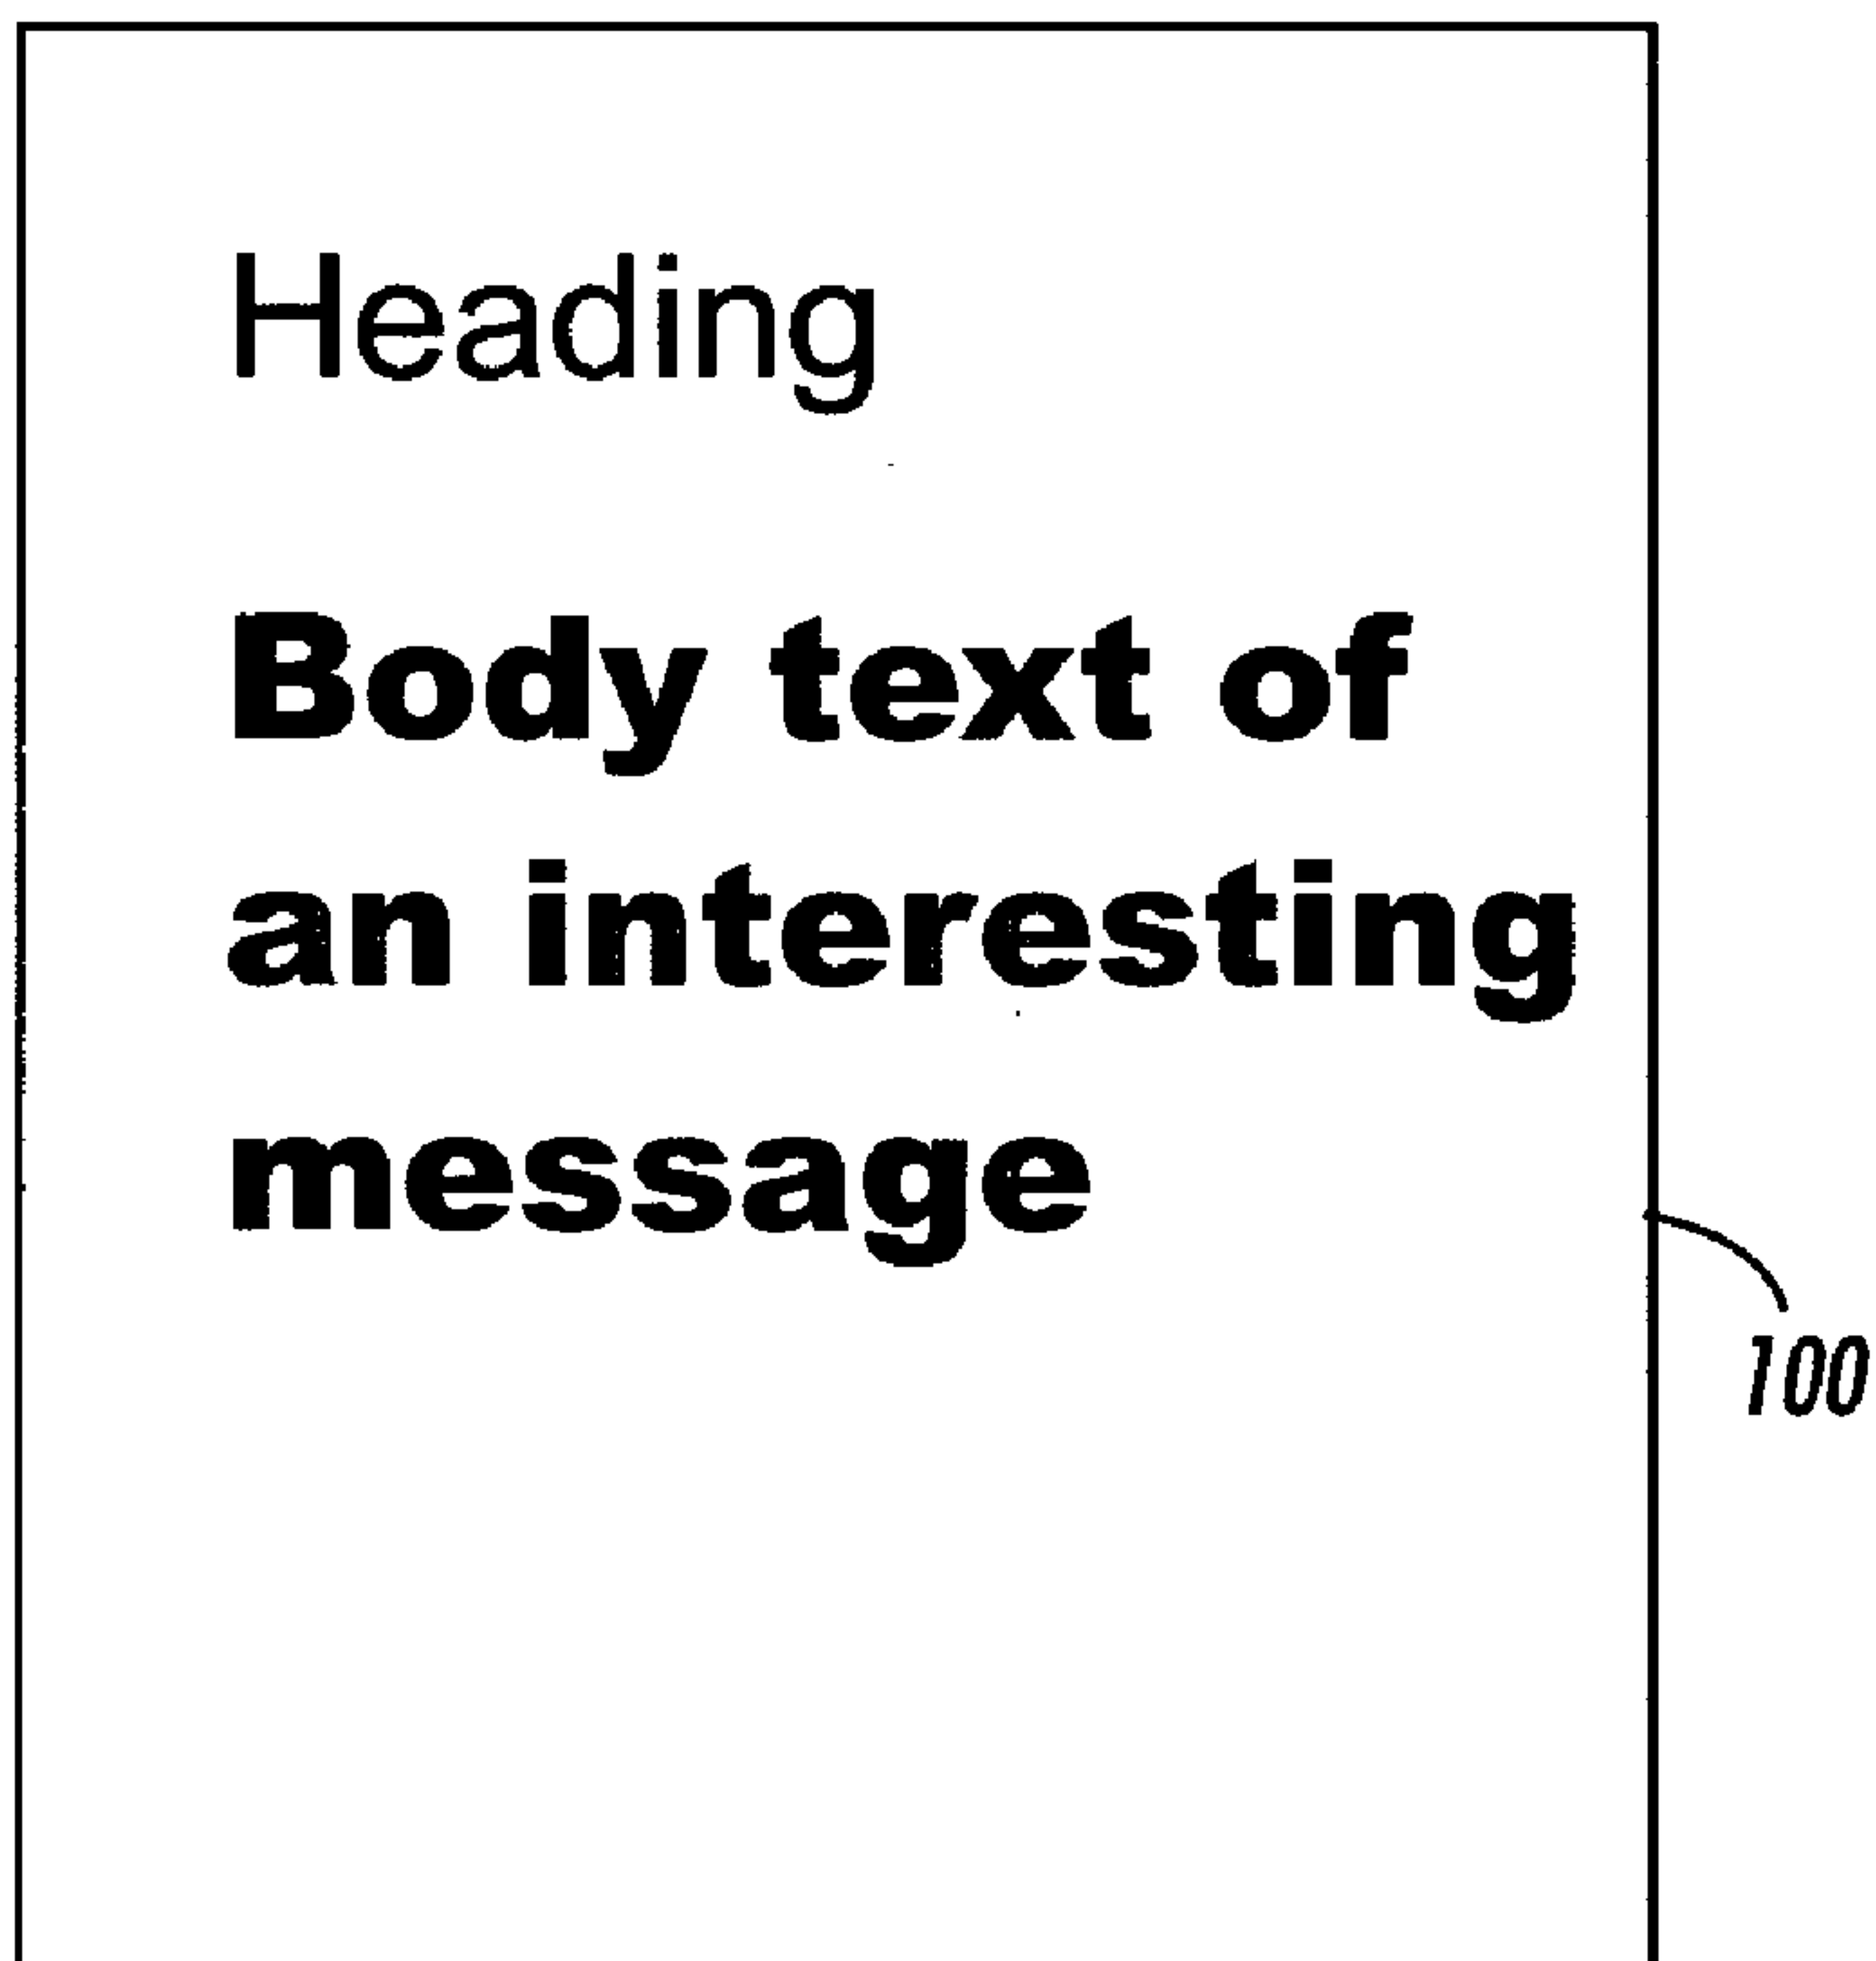 Heading
Body text of
an interesting
message
100